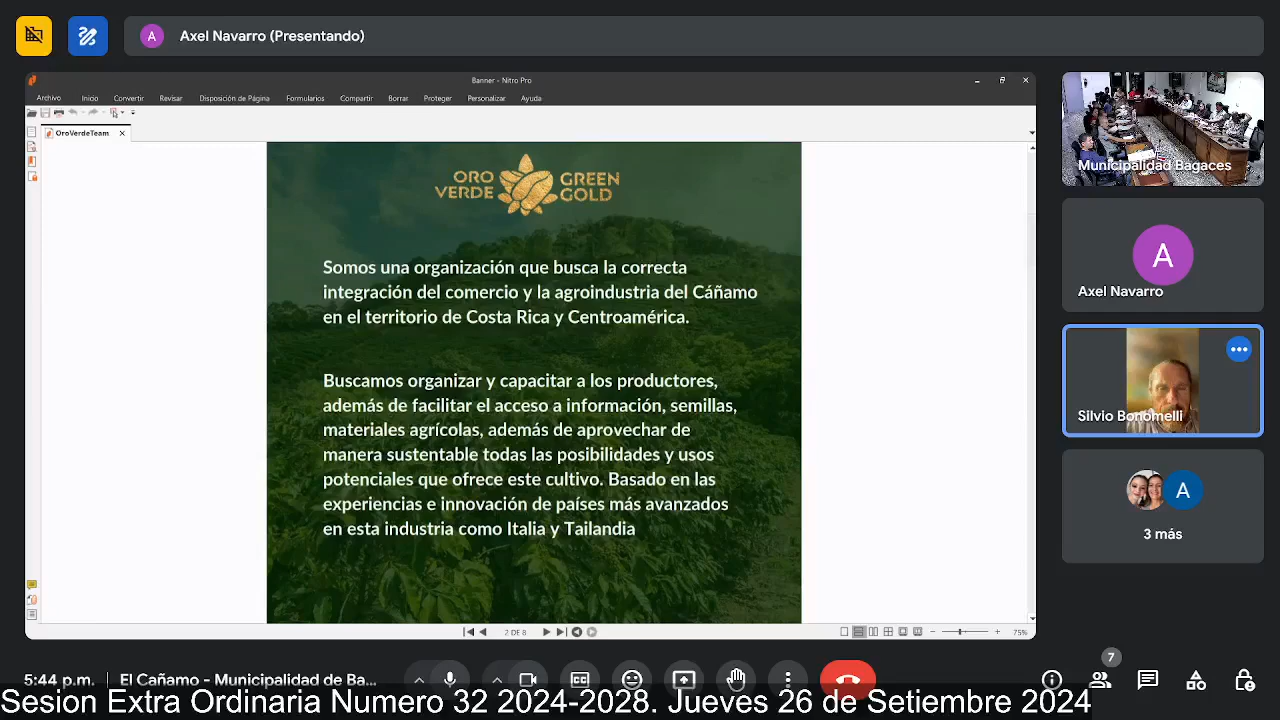 A Axel Navarro (Presentando)
Banner - Nitro Pro
Archivo Inicio Convertir Revisar Disposición de Página Formularios Compartir Borrar Proteger Personalizar Ayuda
OroVerdeTeam
ORO VERDE GREEN GOLD
Somos una organización que busca la correcta
integración del comercio y la agroindustria del Cáñamo
en el territorio de Costa Rica y Centroamérica.
Buscamos organizar y capacitar a los productores,
además de facilitar el acceso a información, semillas,
materiales agrícolas, además de aprovechar de
manera sustentable todas las posibilidades y usos
potenciales que ofrece este cultivo. Basado en las
experiencias e innovación de países más avanzados
en esta industria como Italia y Tailandia
2 DE 8
75%
Municipalidad Bagaces
A
Axel Navarro
Silvio Bonomelli
A
3 más
7
5:44 p.m. El Cañamo - Municipalidad de Ba...
Sesion Extra Ordinaria Numero 32 2024-2028. Jueves 26 de Setiembre 2024